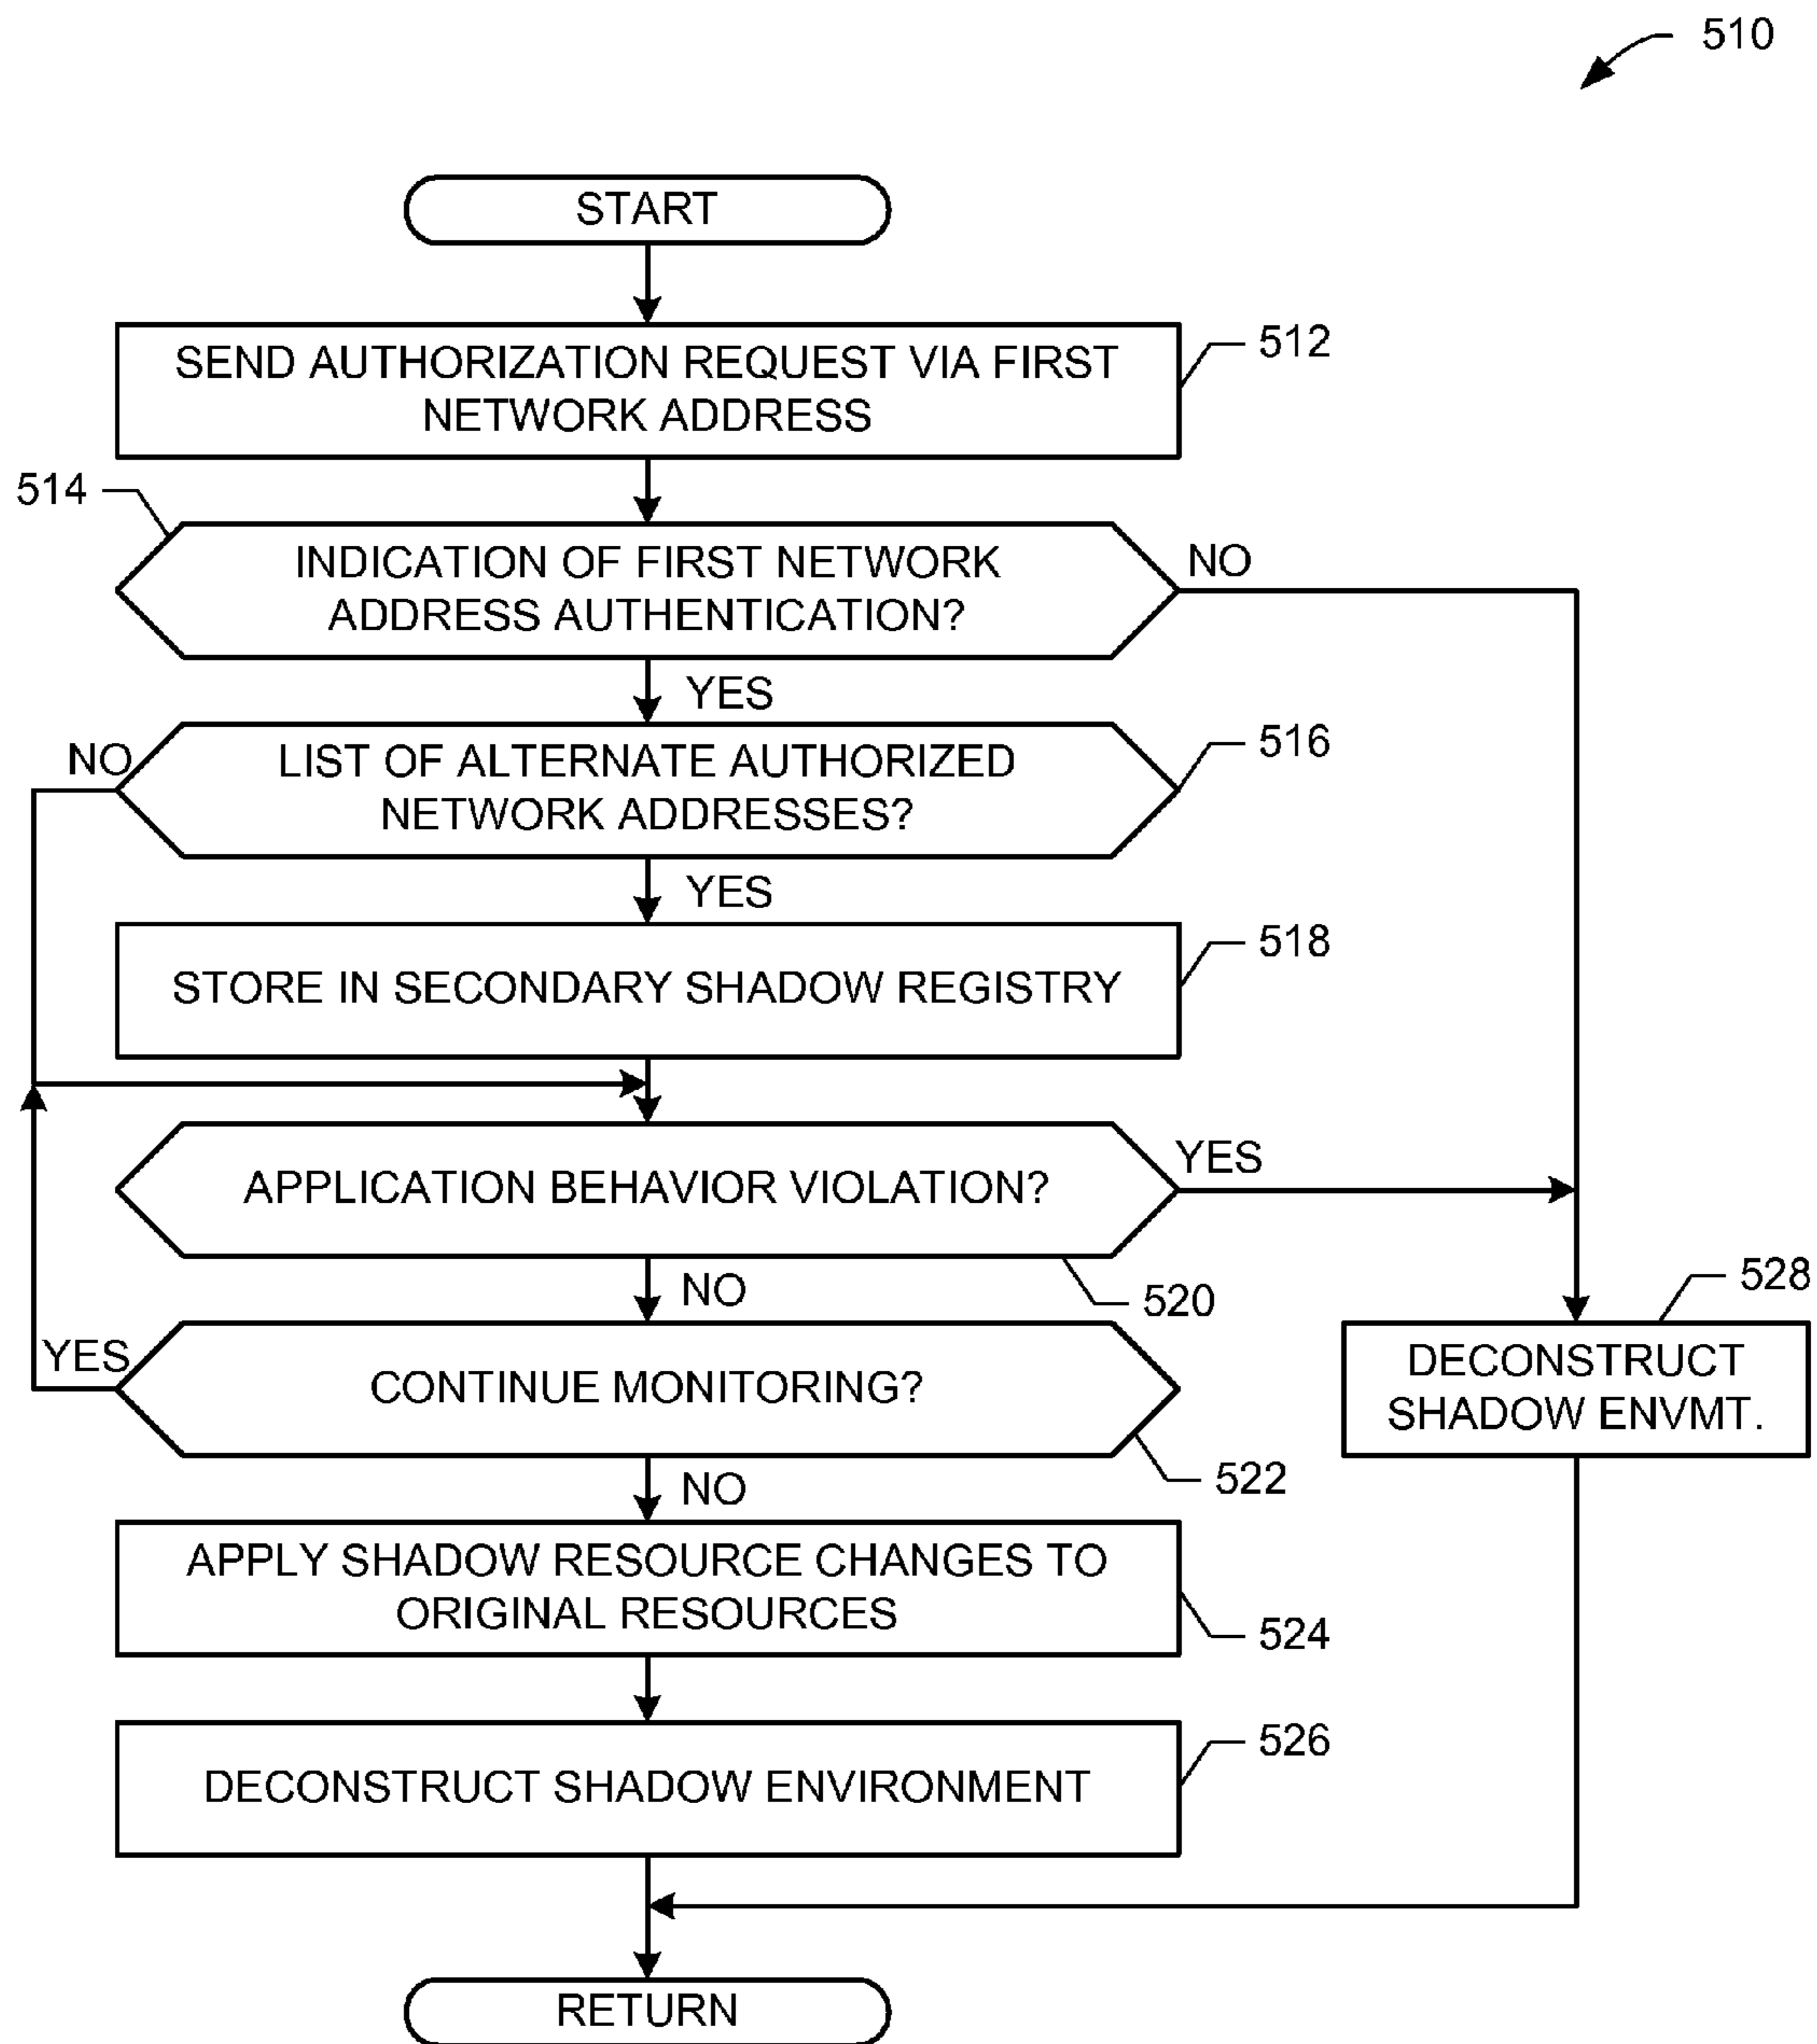 510
START
SEND AUTHORIZATION REQUEST VIA FIRST
NETWORK ADDRESS
512
514
INDICATION OF FIRST NETWORK
ADDRESS AUTHENTICATION?
NO
YES
NO
LIST OF ALTERNATE AUTHORIZED
NETWORK ADDRESSES?
516
YES
STORE IN SECONDARY SHADOW REGISTRY
518
APPLICATION BEHAVIOR VIOLATION?
YES
520
NO
YES
CONTINUE MONITORING?
522
528
DECONSTRUCT
SHADOW ENVMT.
NO
APPLY SHADOW RESOURCE CHANGES TO
ORIGINAL RESOURCES
524
DECONSTRUCT SHADOW ENVIRONMENT
526
RETURN